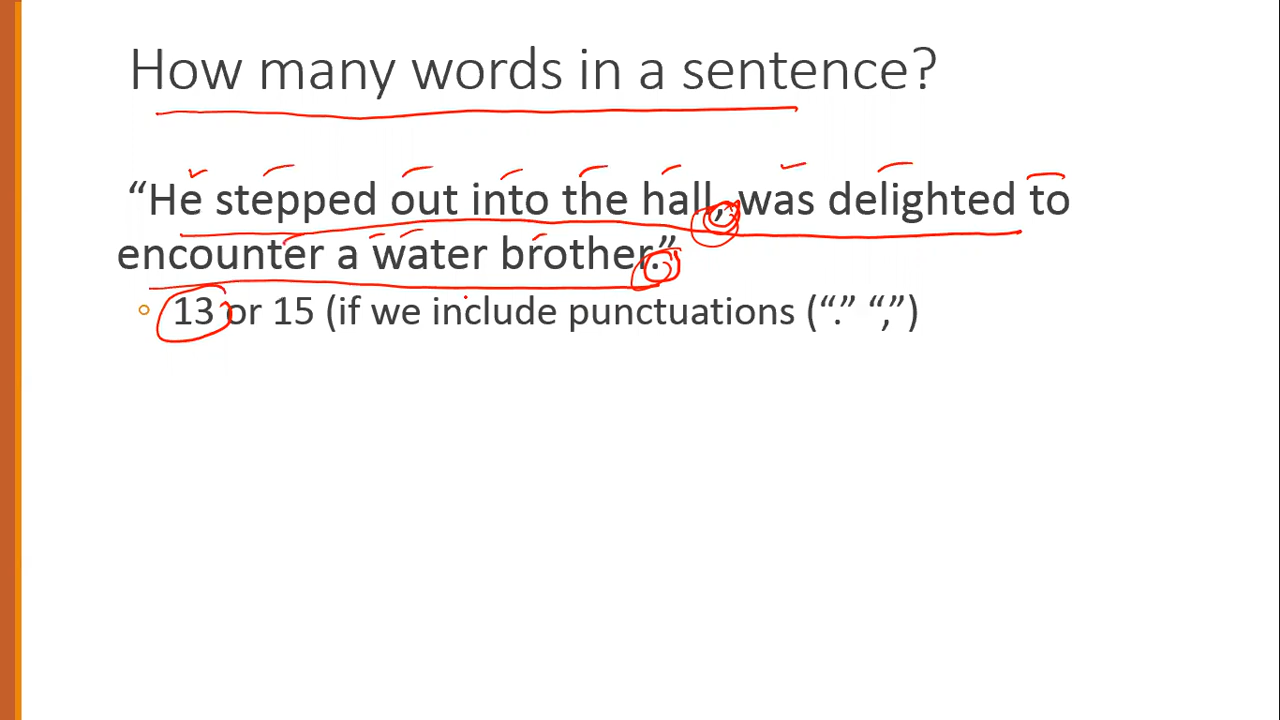 How many words in a sentence?
“He stepped out into the hall, was delighted to
encounter a water brother.”
13 or 15 (if we include punctuations (“.” “,”)